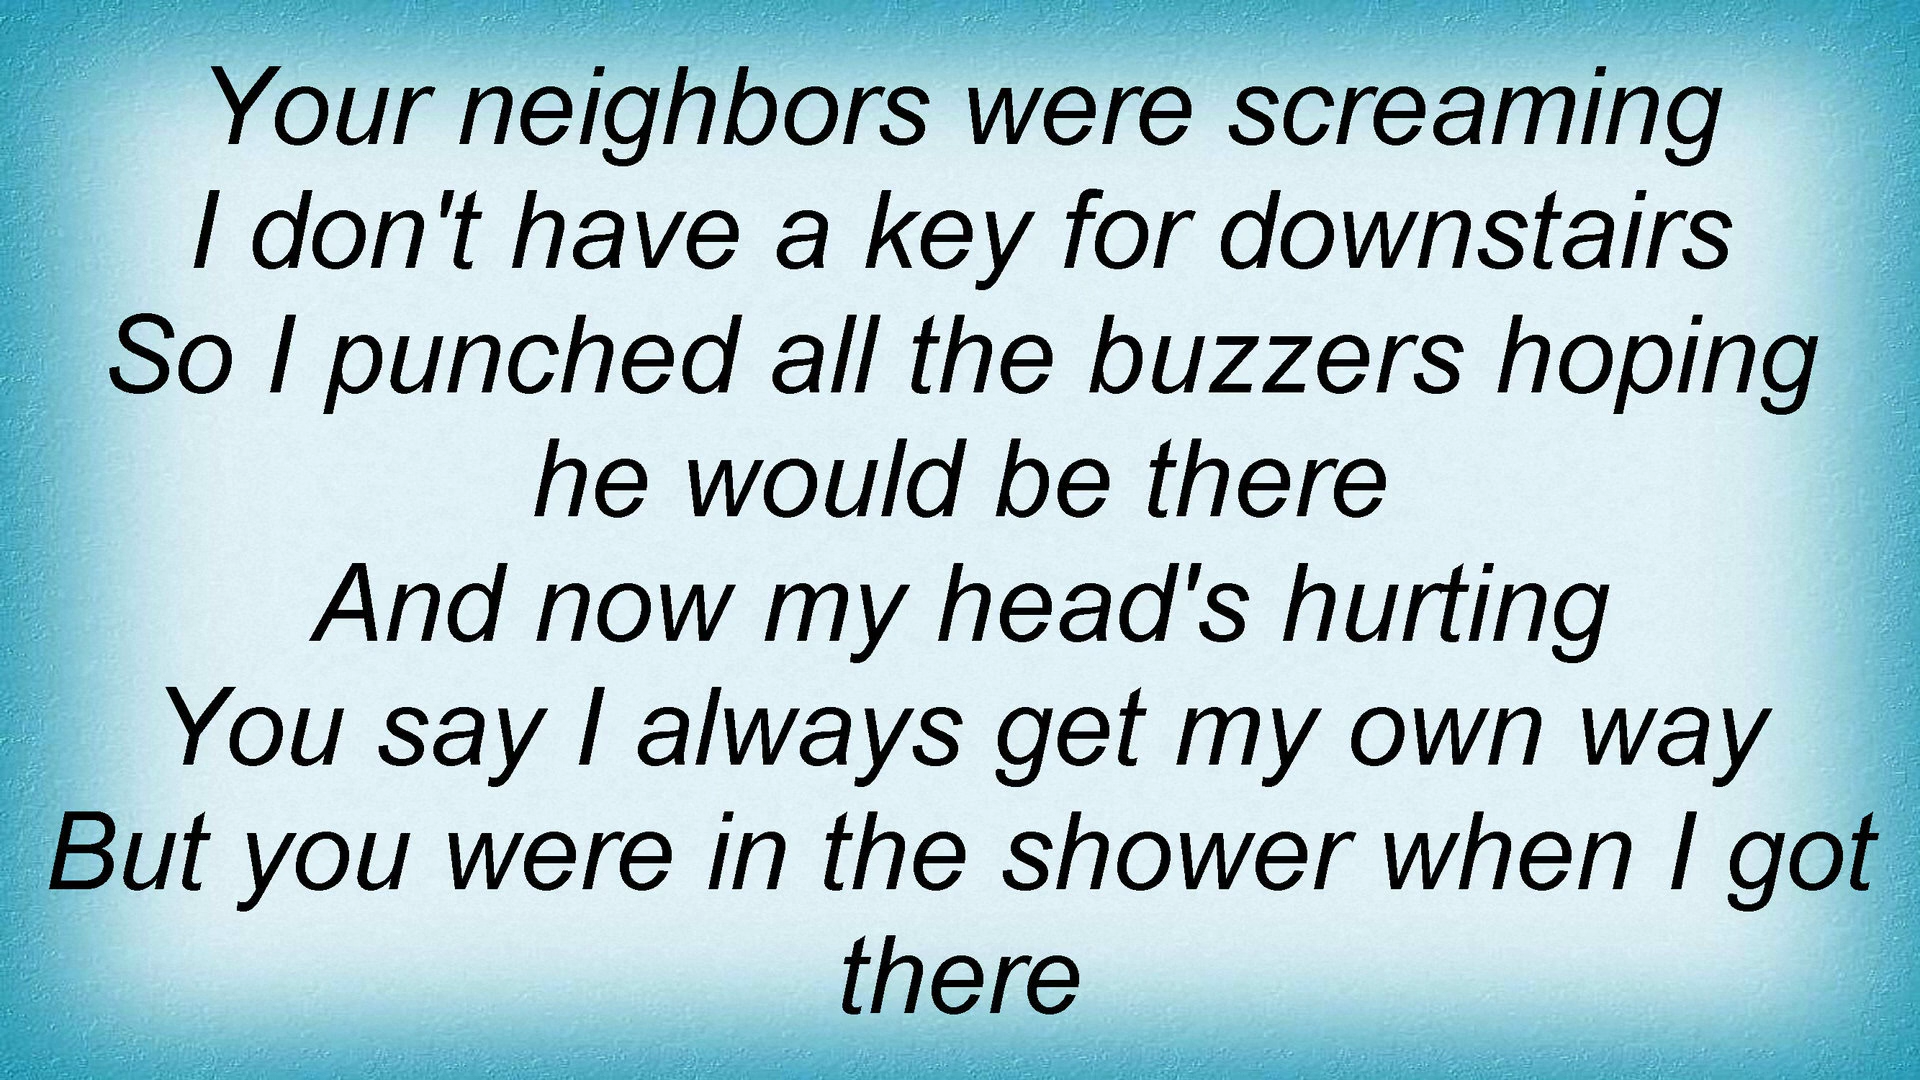 Your neighbors were screaming
I don't have a key for downstairs
So I punched all the buzzers hoping
he would be there
And now my head's hurting
You say I always get my own way
But you were in the shower when I got
there